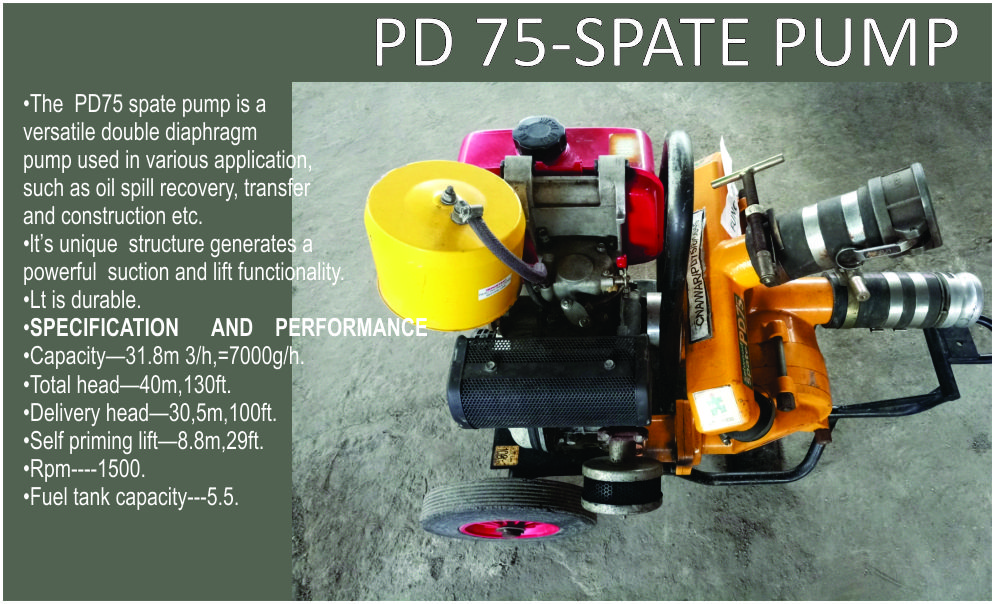 PD 75-SPATE PUMP
•The PD75 spate pump is a
versatile double diaphragm
pump used in various application,
such as oil spill recovery, transfer
and construction etc.
•It's unique structure generates a
powerful suction and lift functionality.
•Lt is durable.
•SPECIFICATION AND PERFORMANCE
•Capacity—31.8m 3/h,=7000g/h.
•Total head—40m,130ft.
•Delivery head—30,5m,100ft.
•Self priming lift—8.8m,29ft.
•Rpm----1500.
•Fuel tank capacity---5.5.
PD75